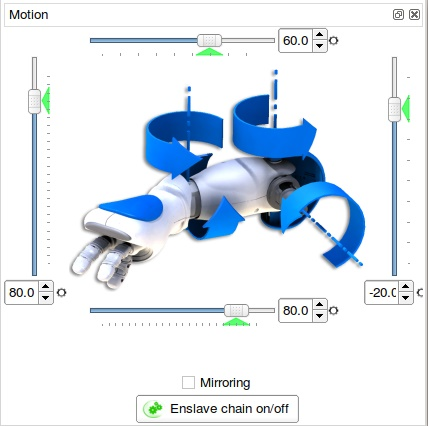 Motion
60.0
80.0
-20.0
80.0
Mirroring
Enslave chain on/off